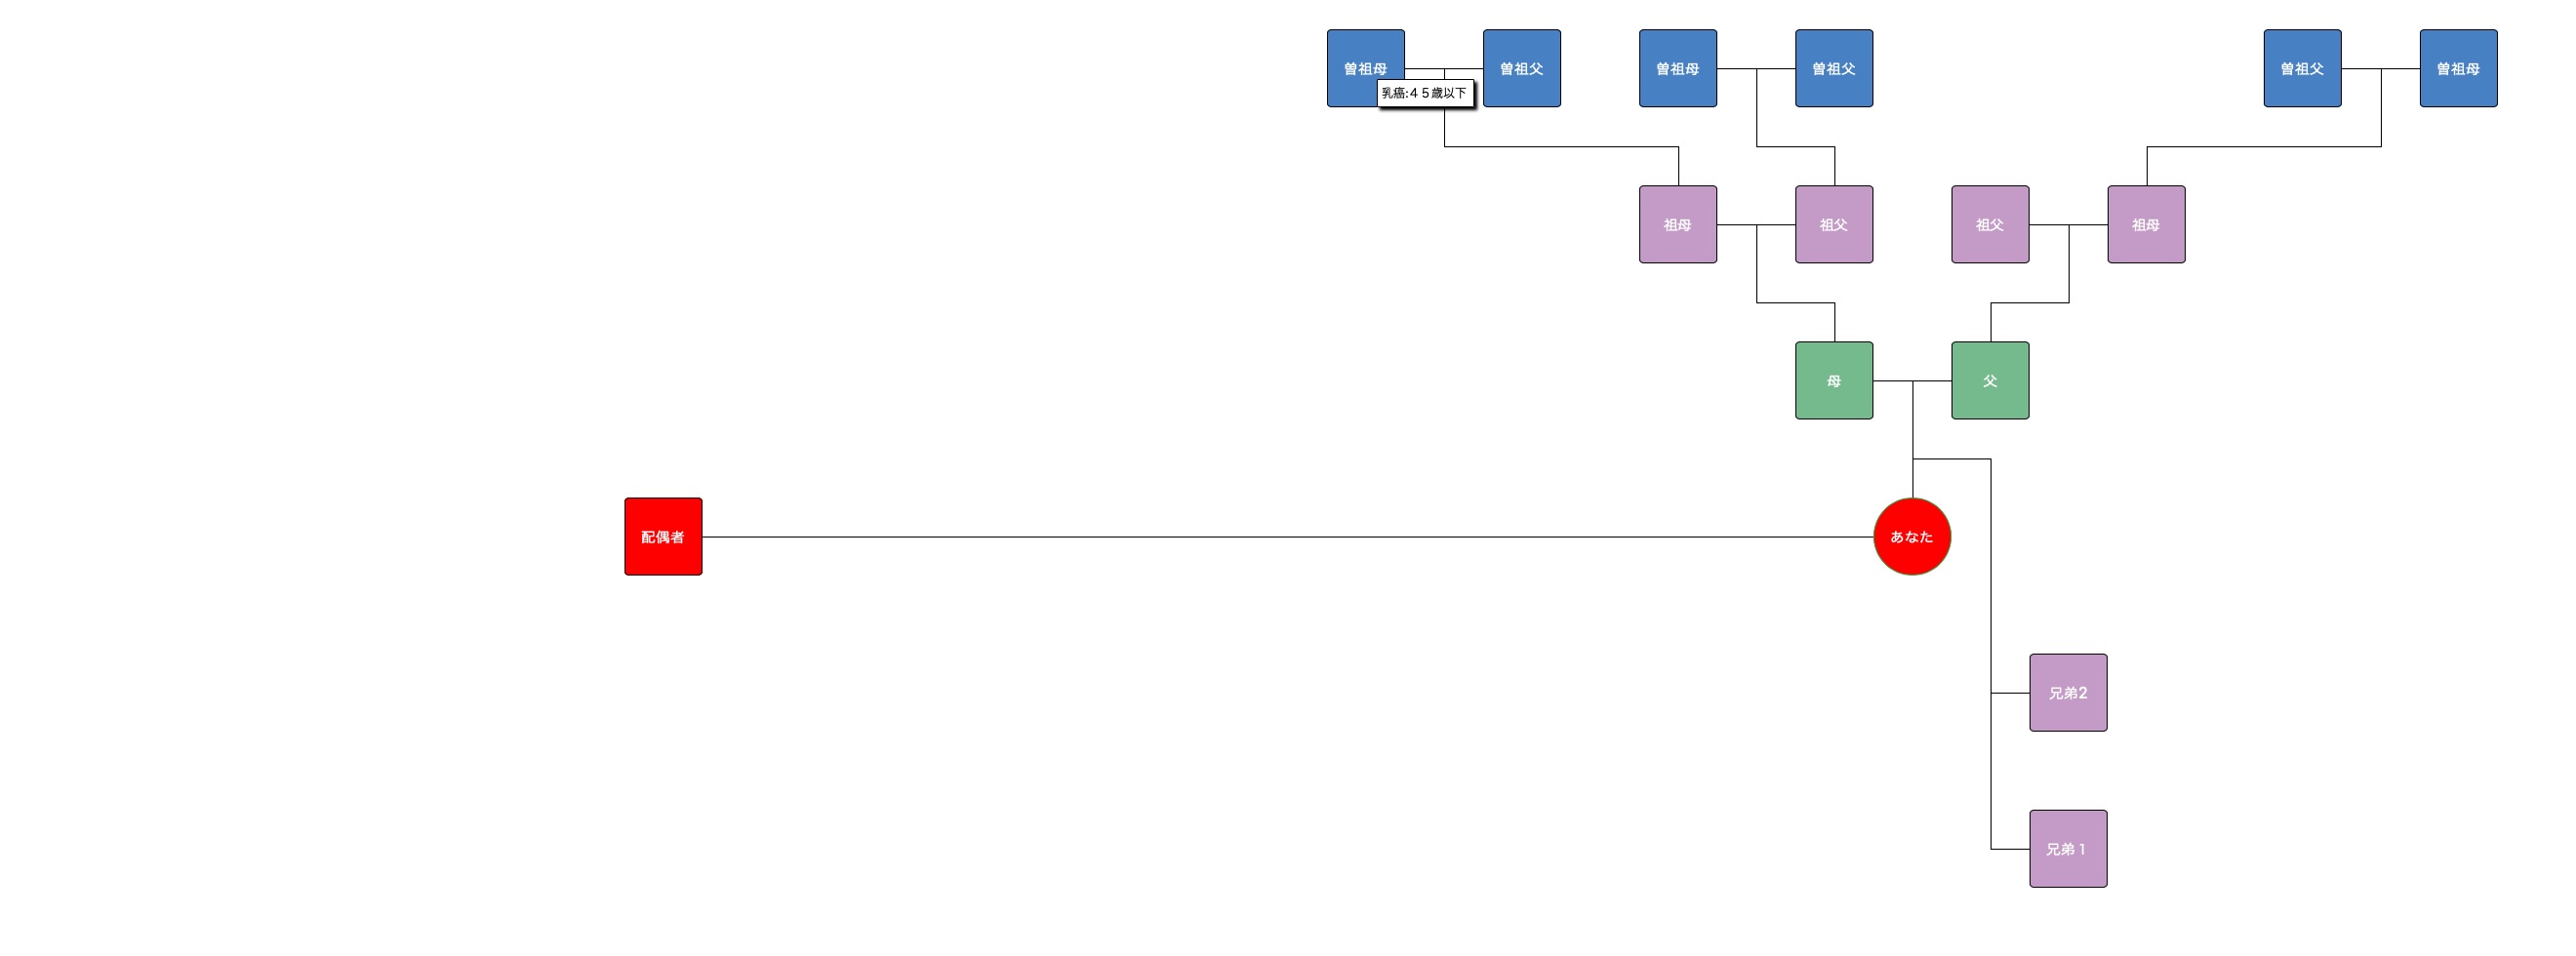 曽祖母
曽祖父
曽祖母
曽祖父
曽祖父
曽祖母
乳癌:4５歳以下
祖母
祖父
祖父
祖母
母
父
配偶者
あなた
兄弟2
兄弟１